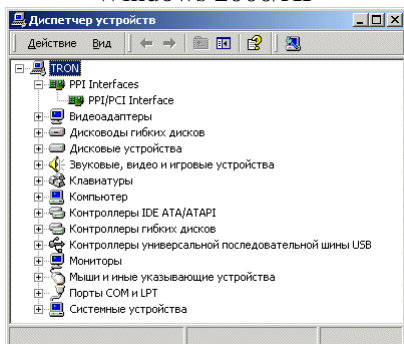 Диспетчер устройств
Действие Вид
TRON
PPI Interfaces
PPI/PCI Interface
Видеоадаптеры
Дисководы гибких дисков
Дисковые устройства
Звуковые, видео и игровые устройства
Клавиатуры
Компьютер
Контроллеры IDE ATA/ATAPI
Контроллеры гибких дисков
Контроллеры универсальной последовательной шины USB
Мониторы
Мыши и иные указывающие устройства
Порты COM и LPT
Системные устройства